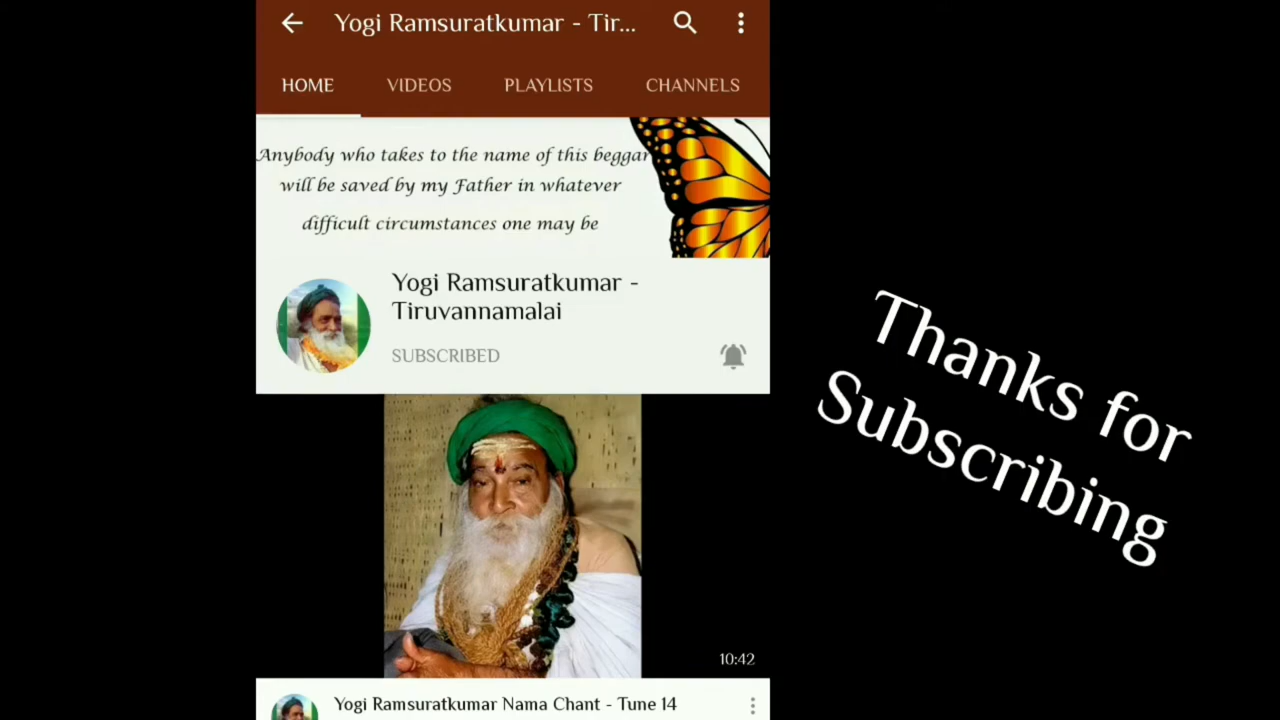 Yogi Ramsuratkumar - Tir...
HOME VIDEOS PLAYLISTS CHANNELS
Anybody who takes to the name of this beggar
will be saved by my Father in whatever
difficult circumstances one may be
Yogi Ramsuratkumar -
Tiruvannamalai
SUBSCRIBED
10:42
Yogi Ramsuratkumar Nama Chant - Tune 14
Thanks for
Subscribing